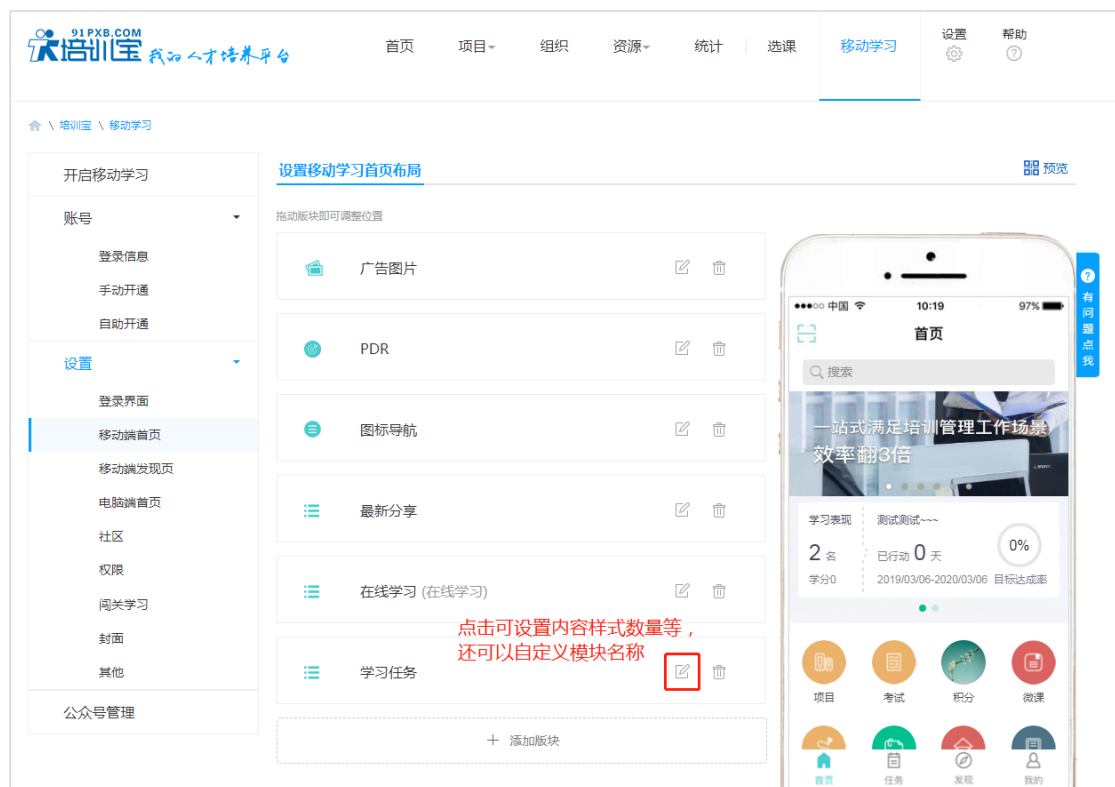 91PXB.COM
培训宝 我的人才培养平台
首页 项目 组织 资源 统计 选课 移动学习 设置 帮助
\ 培训宝 \ 移动学习
开启移动学习
账号
登录信息
手动开通
自助开通
设置
登录界面
移动端首页
移动端发现页
电脑端首页
社区
权限
闯关学习
封面
其他
公众号管理
设置移动学习首页布局
预览
拖动版块即可调整位置
广告图片
PDR
图标导航
最新分享
在线学习 (在线学习)
点击可设置内容样式数量等，
还可以自定义模块名称
学习任务
+ 添加版块
中国 10:19 97%
首页
搜索
一站式满足培训管理工作场景
效率翻3倍
学习表现 测试测试~~~
2 名 已行动 0 天 0%
学分0 2019/03/06-2020/03/06 目标达成率
项目 考试 积分 微课
首页 任务 发现 我的
?
有问题点我